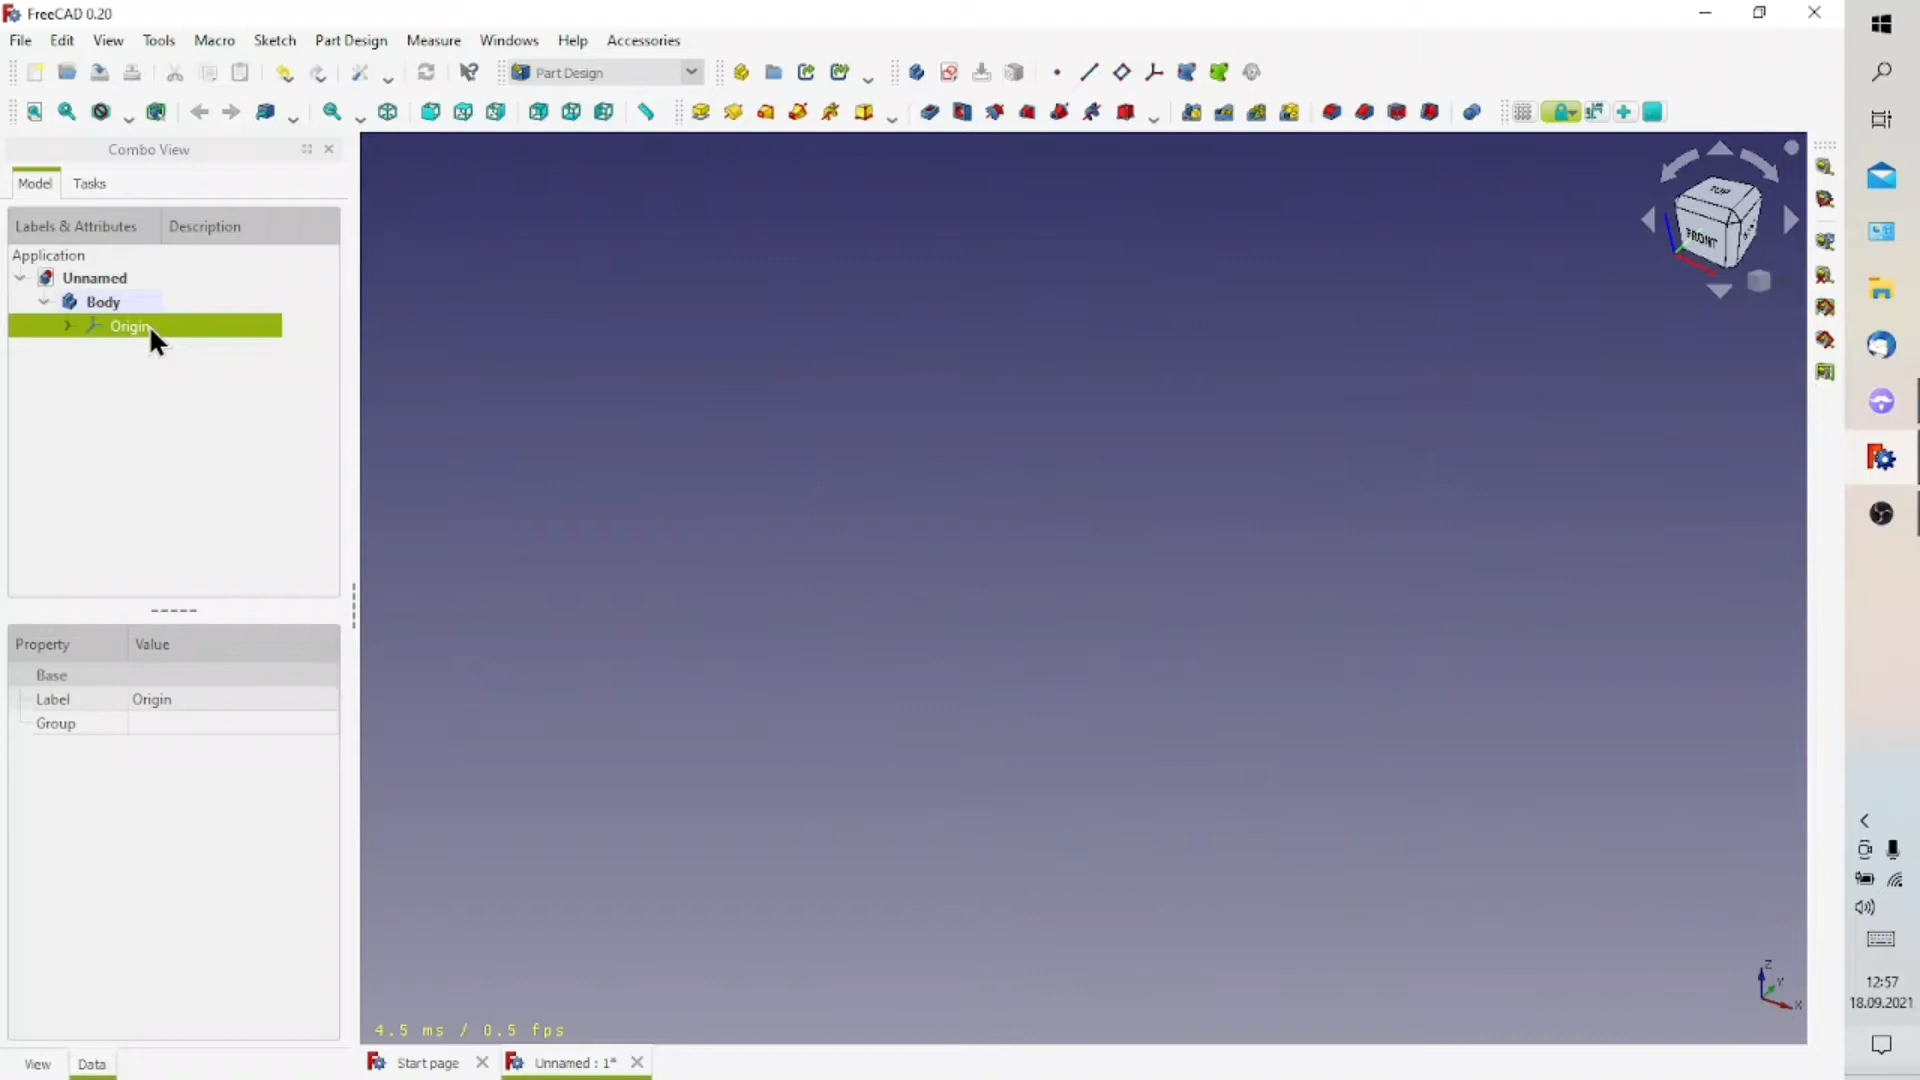 FreeCAD 0.20
File Edit View Tools Macro Sketch Part Design Measure Windows Help Accessories
Part Design
Combo View
Model Tasks
Labels & Attributes Description
Application
Unnamed
Body
Origin
TOP
FRONT
Property Value
Base
Label Origin
Group
Z
Y
X
4.5 ms / 0.5 fps
View Data
Start page Unnamed : 1*
12:57
18.09.2021